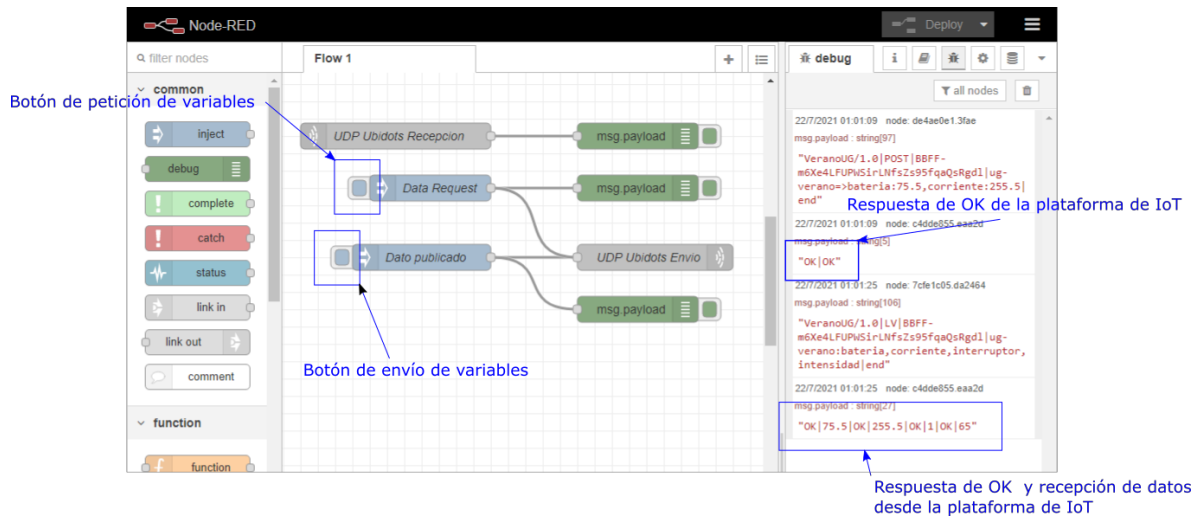 Node-RED
Deploy
filter nodes
Flow 1
debug
i
all nodes
common
inject
debug
complete
catch
status
link in
link out
comment
function
function
Botón de petición de variables
UDP Ubidots Recepcion
msg.payload
Data Request
msg.payload
Dato publicado
UDP Ubidots Envio
msg.payload
Botón de envío de variables
22/7/2021 01:01:09 node: de4ae0e1.3fae
msg.payload : string[97]
"VeranoUG/1.0|POST|BBFF-
m6Xe4LFUPWSirLNfsZs95fqaQsRgdl|ug-
verano=>bateria:75.5,corriente:255.5|
end"
Respuesta de OK de la plataforma de IoT
22/7/2021 01:01:09 node: c4dde855.eaa2d
msg.payload : string[5]
"OK|OK"
22/7/2021 01:01:25 node: 7cfe1c05.da2464
msg.payload : string[106]
"VeranoUG/1.0|LV|BBFF-
m6Xe4LFUPWSirLNfsZs95fqaQsRgdl|ug-
verano:bateria,corriente,interruptor,
intensidad|end"
22/7/2021 01:01:25 node: c4dde855.eaa2d
msg.payload : string[27]
"OK|75.5|OK|255.5|OK|1|OK|65"
Respuesta de OK y recepción de datos
desde la plataforma de IoT